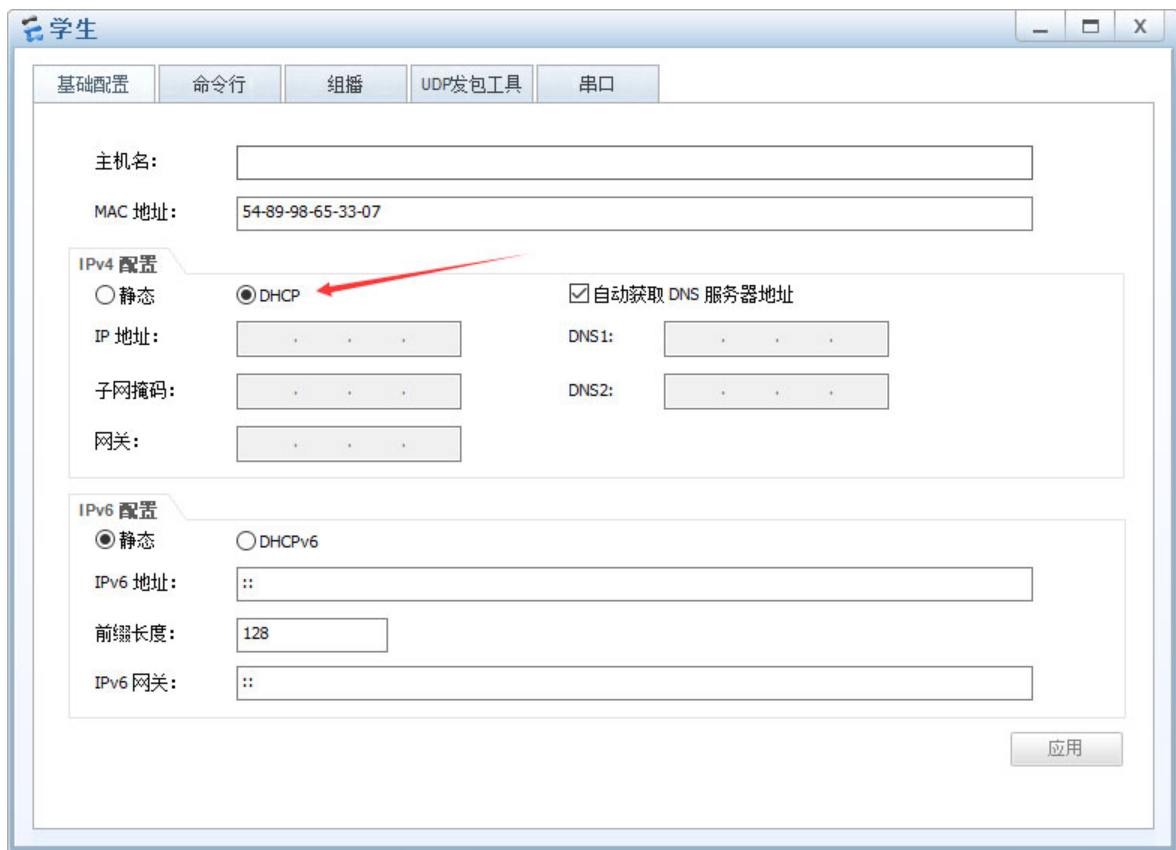 学生
基础配置 命令行 组播 UDP发包工具 串口
主机名:
MAC 地址: 54-89-98-65-33-07
IPv4 配置
静态 DHCP 自动获取 DNS 服务器地址
IP 地址: . . . DNS1: . . .
子网掩码: . . . DNS2: . . .
网关: . . .
IPv6 配置
静态 DHCPv6
IPv6 地址: ::
前缀长度: 128
IPv6 网关: ::
应用